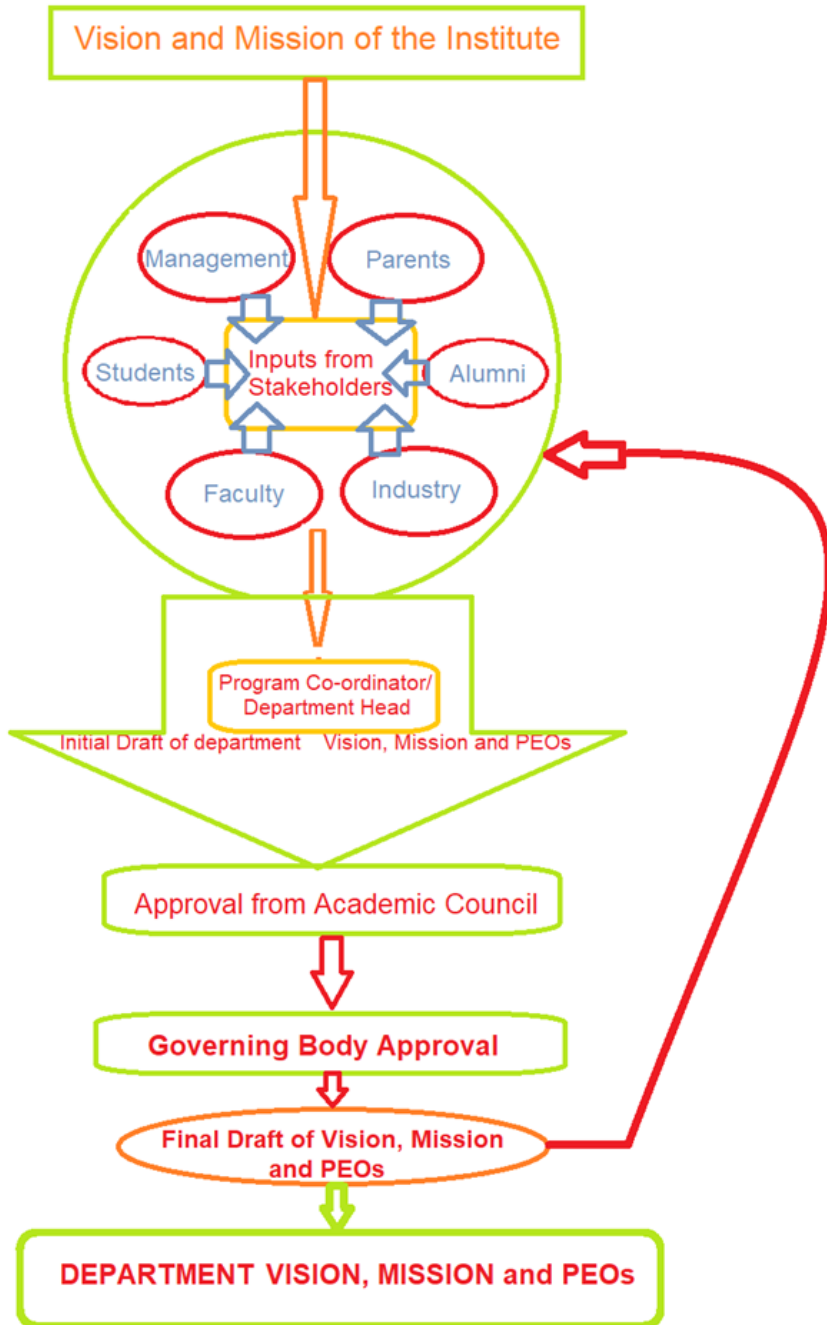 Vision and Mission of the Institute
Management
Parents
Students
Inputs from
Stakeholders
Alumni
Faculty
Industry
Program Co-ordinator/
Department Head
Initial Draft of department Vision, Mission and PEOs
Approval from Academic Council
Governing Body Approval
Final Draft of Vision, Mission
and PEOs
DEPARTMENT VISION, MISSION and PEOs